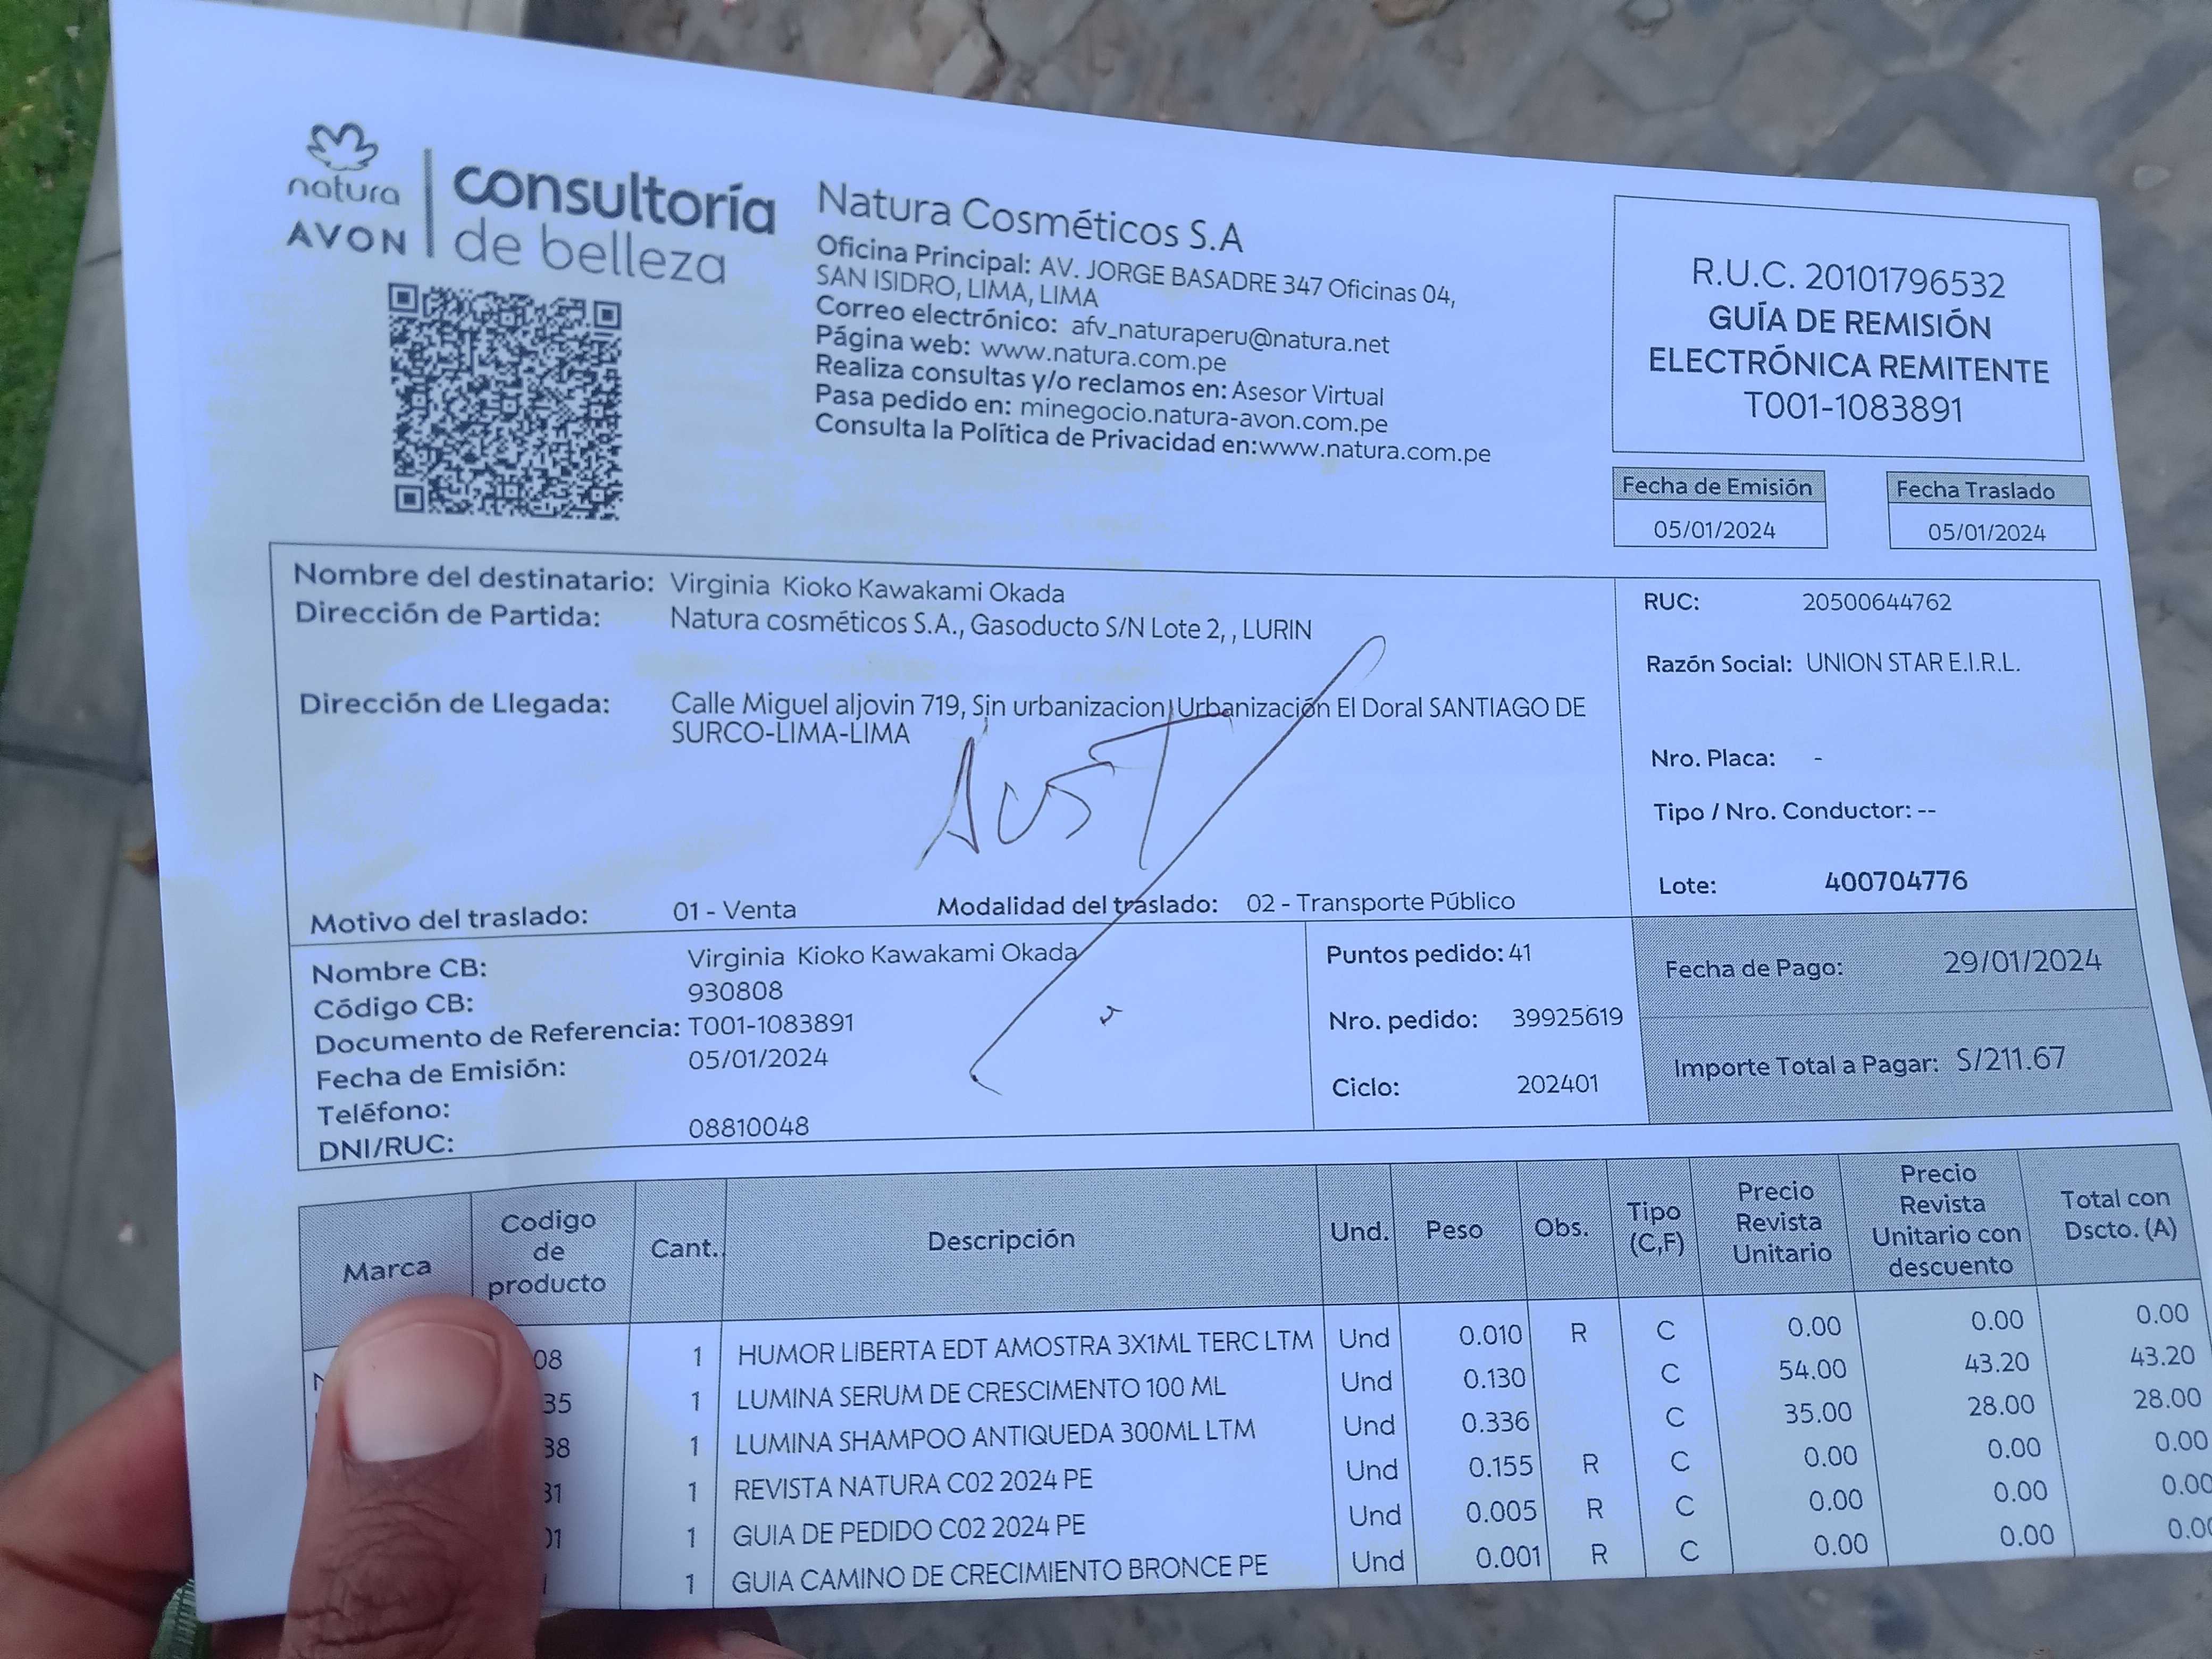 natura
AVON
consultoría
de belleza
Natura Cosméticos S.A
Oficina Principal: AV. JORGE BASADRE 347 Oficinas 04,
SAN ISIDRO, LIMA, LIMA
Correo electrónico: afv_naturaperu@natura.net
Página web: www.natura.com.pe
Realiza consultas y/o reclamos en: Asesor Virtual
Pasa pedido en: minegocio.natura-avon.com.pe
Consulta la Política de Privacidad en:www.natura.com.pe
R.U.C. 20101796532
GUÍA DE REMISIÓN
ELECTRÓNICA REMITENTE
T001-1083891
Fecha de Emisión
05/01/2024
Fecha Traslado
05/01/2024
Nombre del destinatario: Virginia Kioko Kawakami Okada
Dirección de Partida: Natura cosméticos S.A., Gasoducto S/N Lote 2, , LURIN
Dirección de Llegada: Calle Miguel aljovin 719, Sin urbanizacion|Urbanización El Doral SANTIAGO DE
SURCO-LIMA-LIMA
Motivo del traslado: 01 - Venta Modalidad del traslado: 02 - Transporte Público
RUC: 20500644762
Razón Social: UNION STAR E.I.R.L.
Nro. Placa: -
Tipo / Nro. Conductor: --
Lote: 400704776
Nombre CB: Virginia Kioko Kawakami Okada
Código CB: 930808
Documento de Referencia: T001-1083891
Fecha de Emisión: 05/01/2024
Teléfono:
DNI/RUC: 08810048
Puntos pedido: 41
Nro. pedido: 39925619
Ciclo: 202401
Fecha de Pago: 29/01/2024
Importe Total a Pagar: S/211.67
Marca Codigo de producto Cant. Descripción Und. Peso Obs. Tipo (C,F) Precio Revista Unitario Precio Revista Unitario con descuento Total con Dscto. (A)
08 1 HUMOR LIBERTA EDT AMOSTRA 3X1ML TERC LTM Und 0.010 R C 0.00 0.00 0.00
35 1 LUMINA SERUM DE CRESCIMENTO 100 ML Und 0.130 C 54.00 43.20 43.20
38 1 LUMINA SHAMPOO ANTIQUEDA 300ML LTM Und 0.336 C 35.00 28.00 28.00
31 1 REVISTA NATURA C02 2024 PE Und 0.155 R C 0.00 0.00 0.00
01 1 GUIA DE PEDIDO C02 2024 PE Und 0.005 R C 0.00 0.00 0.00
1 GUIA CAMINO DE CRECIMIENTO BRONCE PE Und 0.001 R C 0.00 0.00 0.00